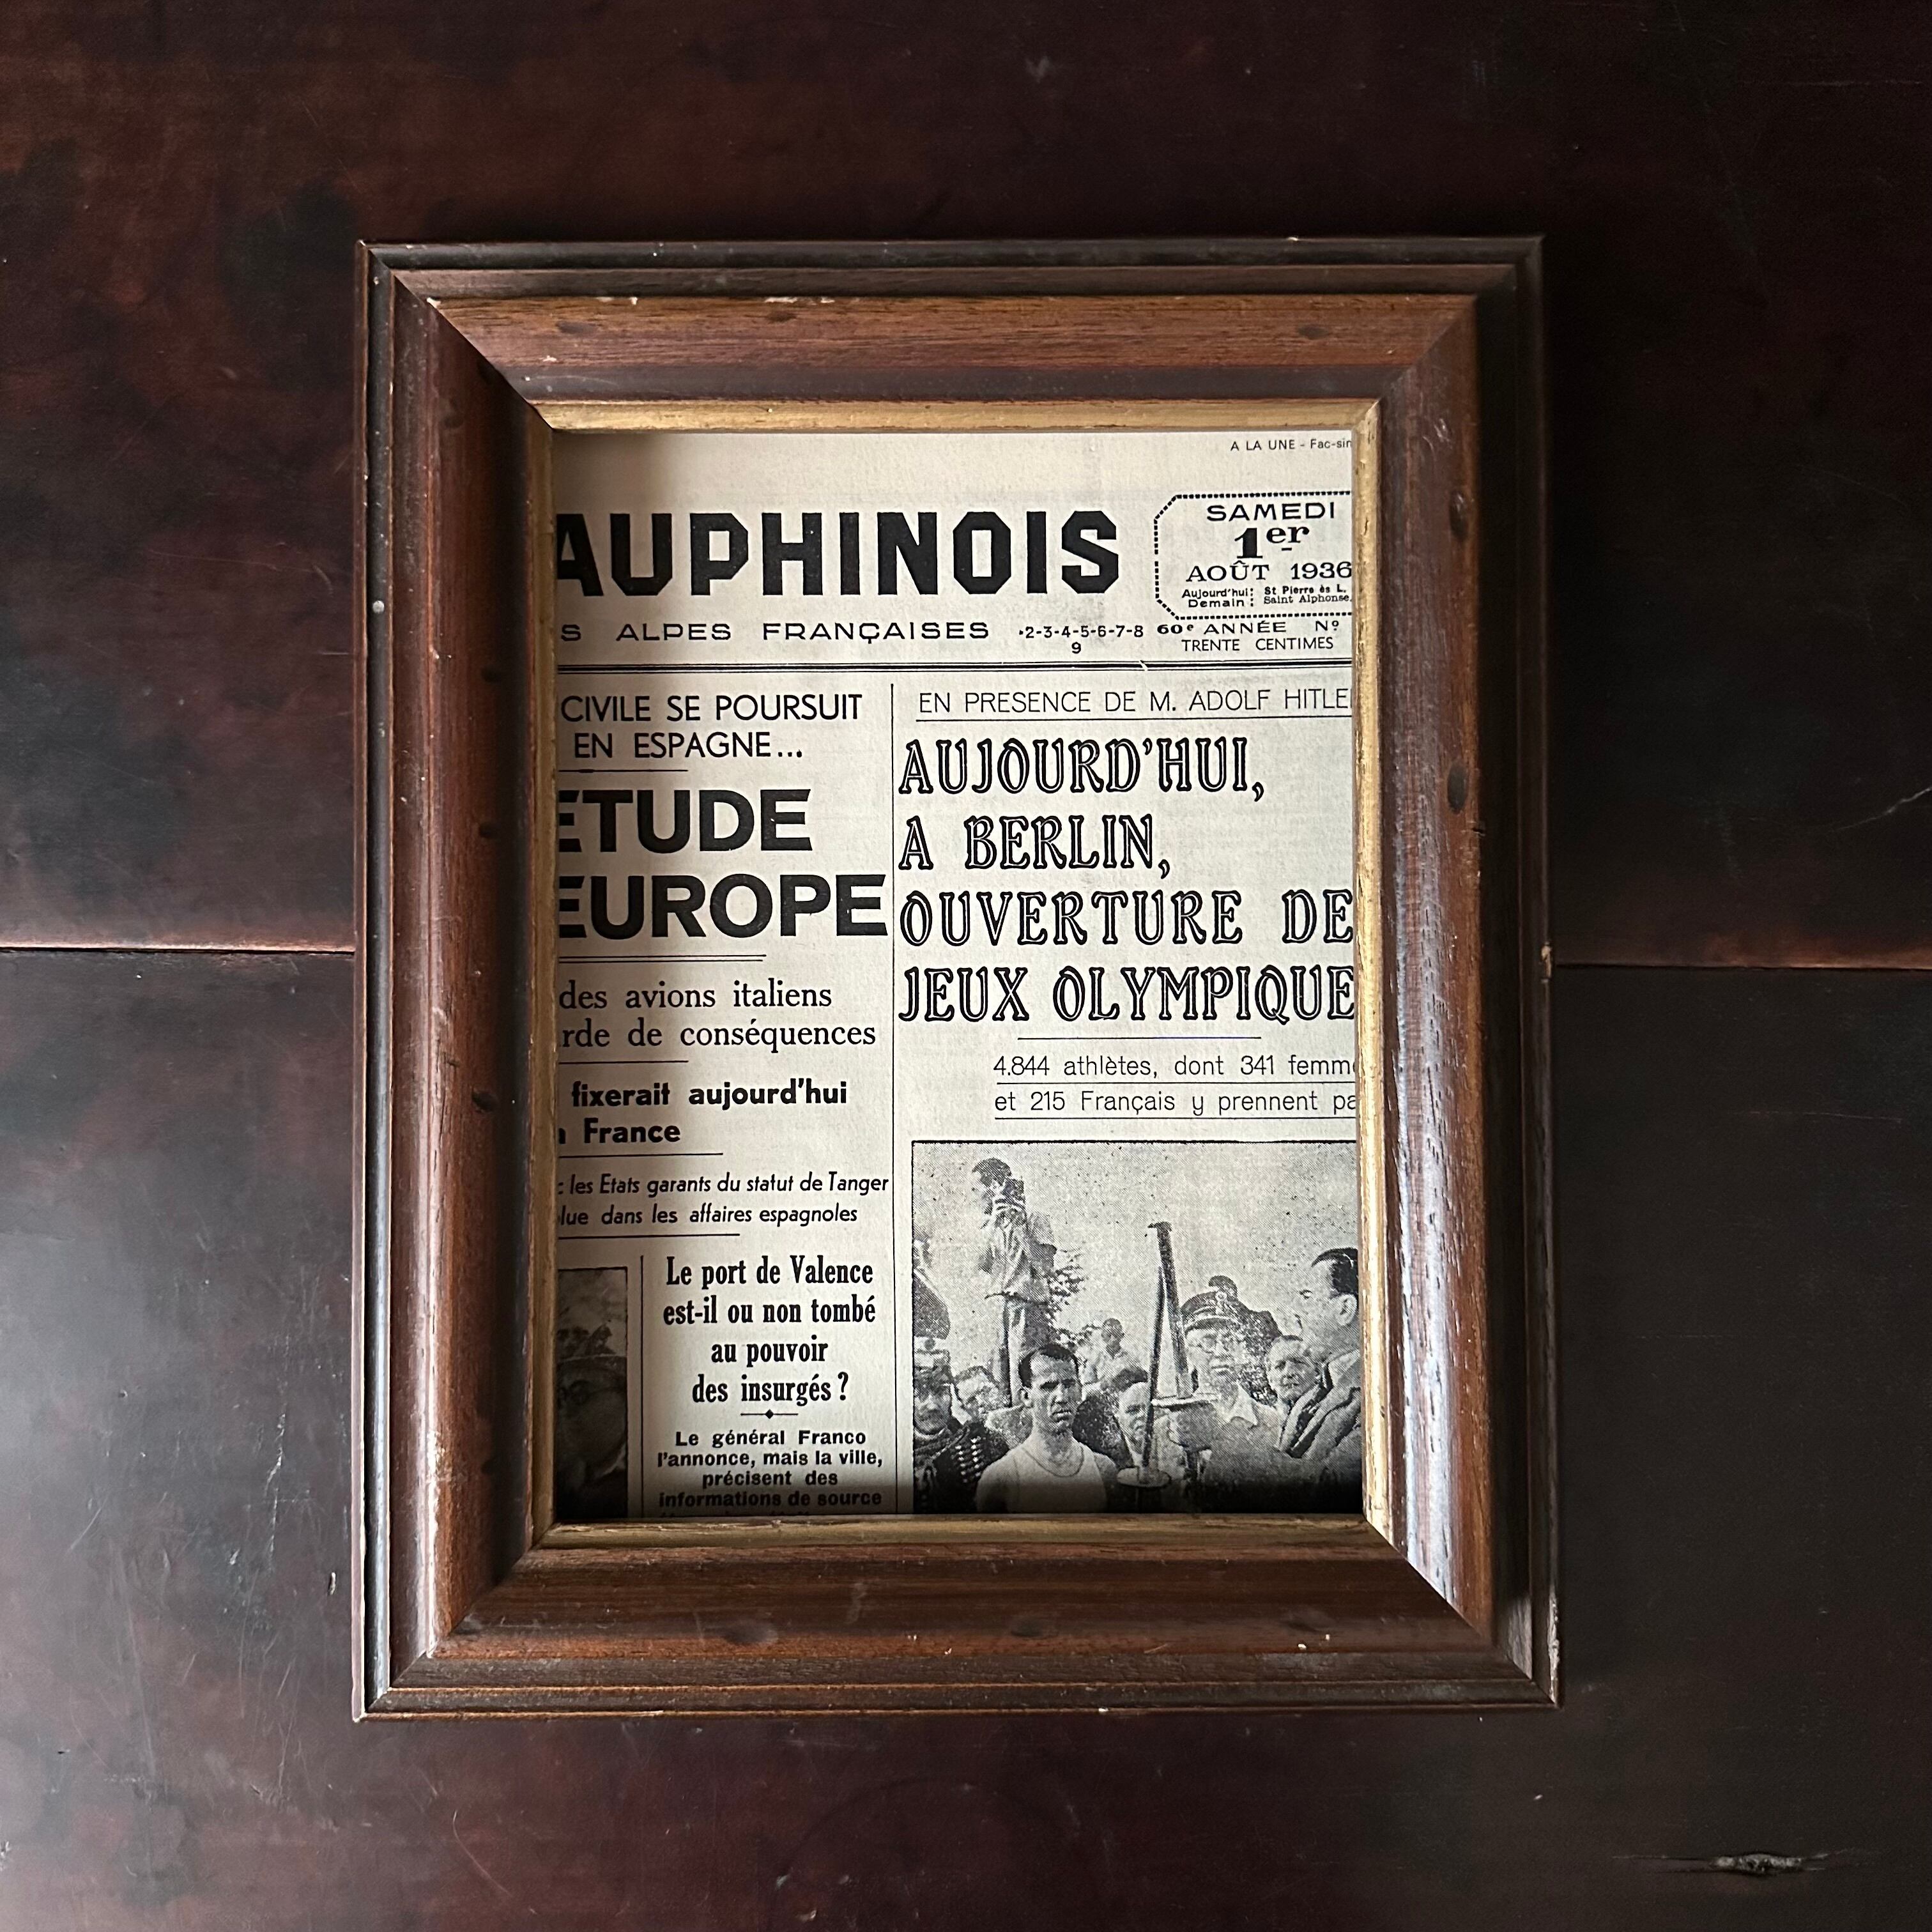 A LA UNE - Fac-sim
AUPHINOIS
SAMEDI
1er
AOÛT 1936
Aujourd'hui: St Pierre ès L.
Demain: Saint Alphonse.
S ALPES FRANÇAISES
2-3-4-5-6-7-8
9
60e ANNÉE No
TRENTE CENTIMES
CIVILE SE POURSUIT
EN ESPAGNE...
ETUDE
EUROPE
des avions italiens
rde de conséquences
fixerait aujourd'hui
France
les Etats garants du statut de Tanger
lue dans les affaires espagnoles
Le port de Valence
est-il ou non tombé
au pouvoir
des insurgés ?
Le général Franco
l'annonce, mais la ville,
précisent des
informations de source
EN PRESENCE DE M. ADOLF HITLER
AUJOURD'HUI,
A BERLIN,
OUVERTURE DE
JEUX OLYMPIQUE
4.844 athlètes, dont 341 femme
et 215 Français y prennent pa